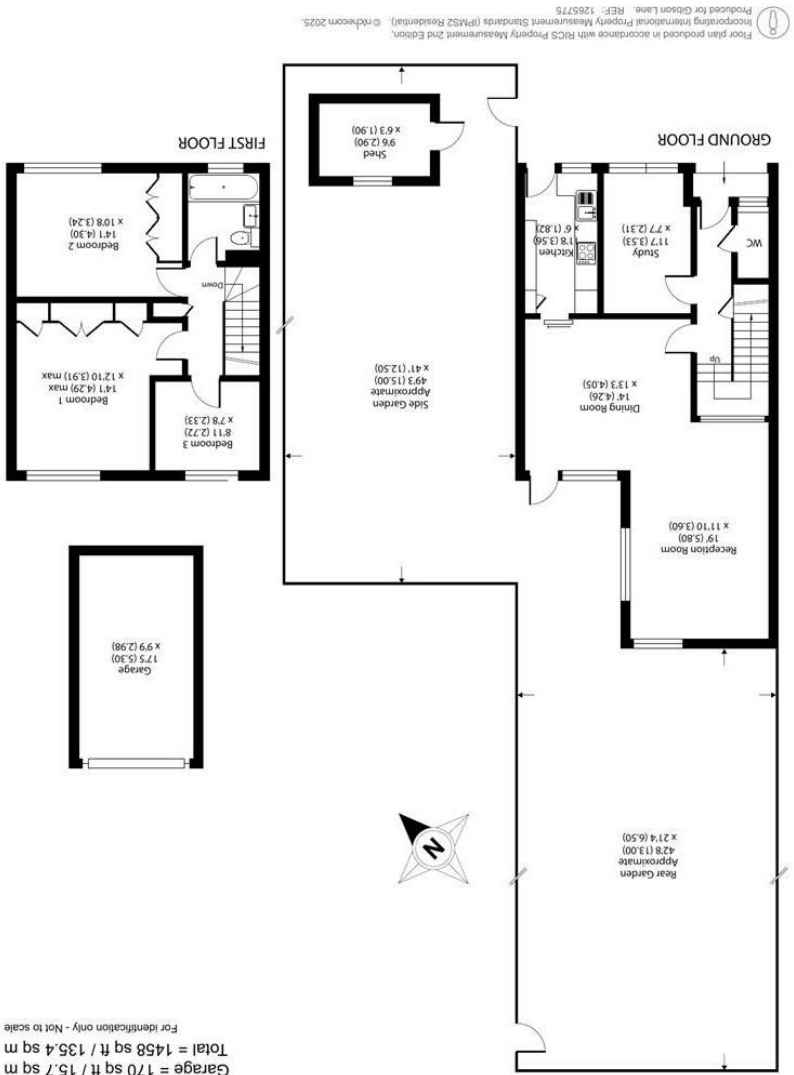 Garage = 170 sq ft / 15.7 sq m
Total = 1458 sq ft / 135.4 sq m
For identification only - Not to scale
Rear Garden
Approximate
42'8 (13.00)
x 21'4 (6.50)
N
Garage
17'5 (5.30)
x 9'9 (2.98)
Reception Room
19' (5.80)
x 11'10 (3.60)
Dining Room
14' (4.26)
x 13'3 (4.05)
Up
WC
Study
11'7 (3.53)
x 7'7 (2.31)
Kitchen
11'8 (3.56)
x 6' (1.82)
GROUND FLOOR
Side Garden
Approximate
49'3 (15.00)
x 41' (12.50)
Shed
9'6 (2.90)
x 6'3 (1.90)
Bedroom 3
8'11 (2.72)
x 7'8 (2.33)
Bedroom 1
14'1 (4.29) max
x 12'10 (3.91) max
Down
Bedroom 2
14'1 (4.30)
x 10'8 (3.24)
FIRST FLOOR
Floor plan produced in accordance with RICS Property Measurement 2nd Edition,
Incorporating International Property Measurement Standards (IPMS2 Residential). © nichecom 2025.
Produced for Gibson Lane. REF: 1265775